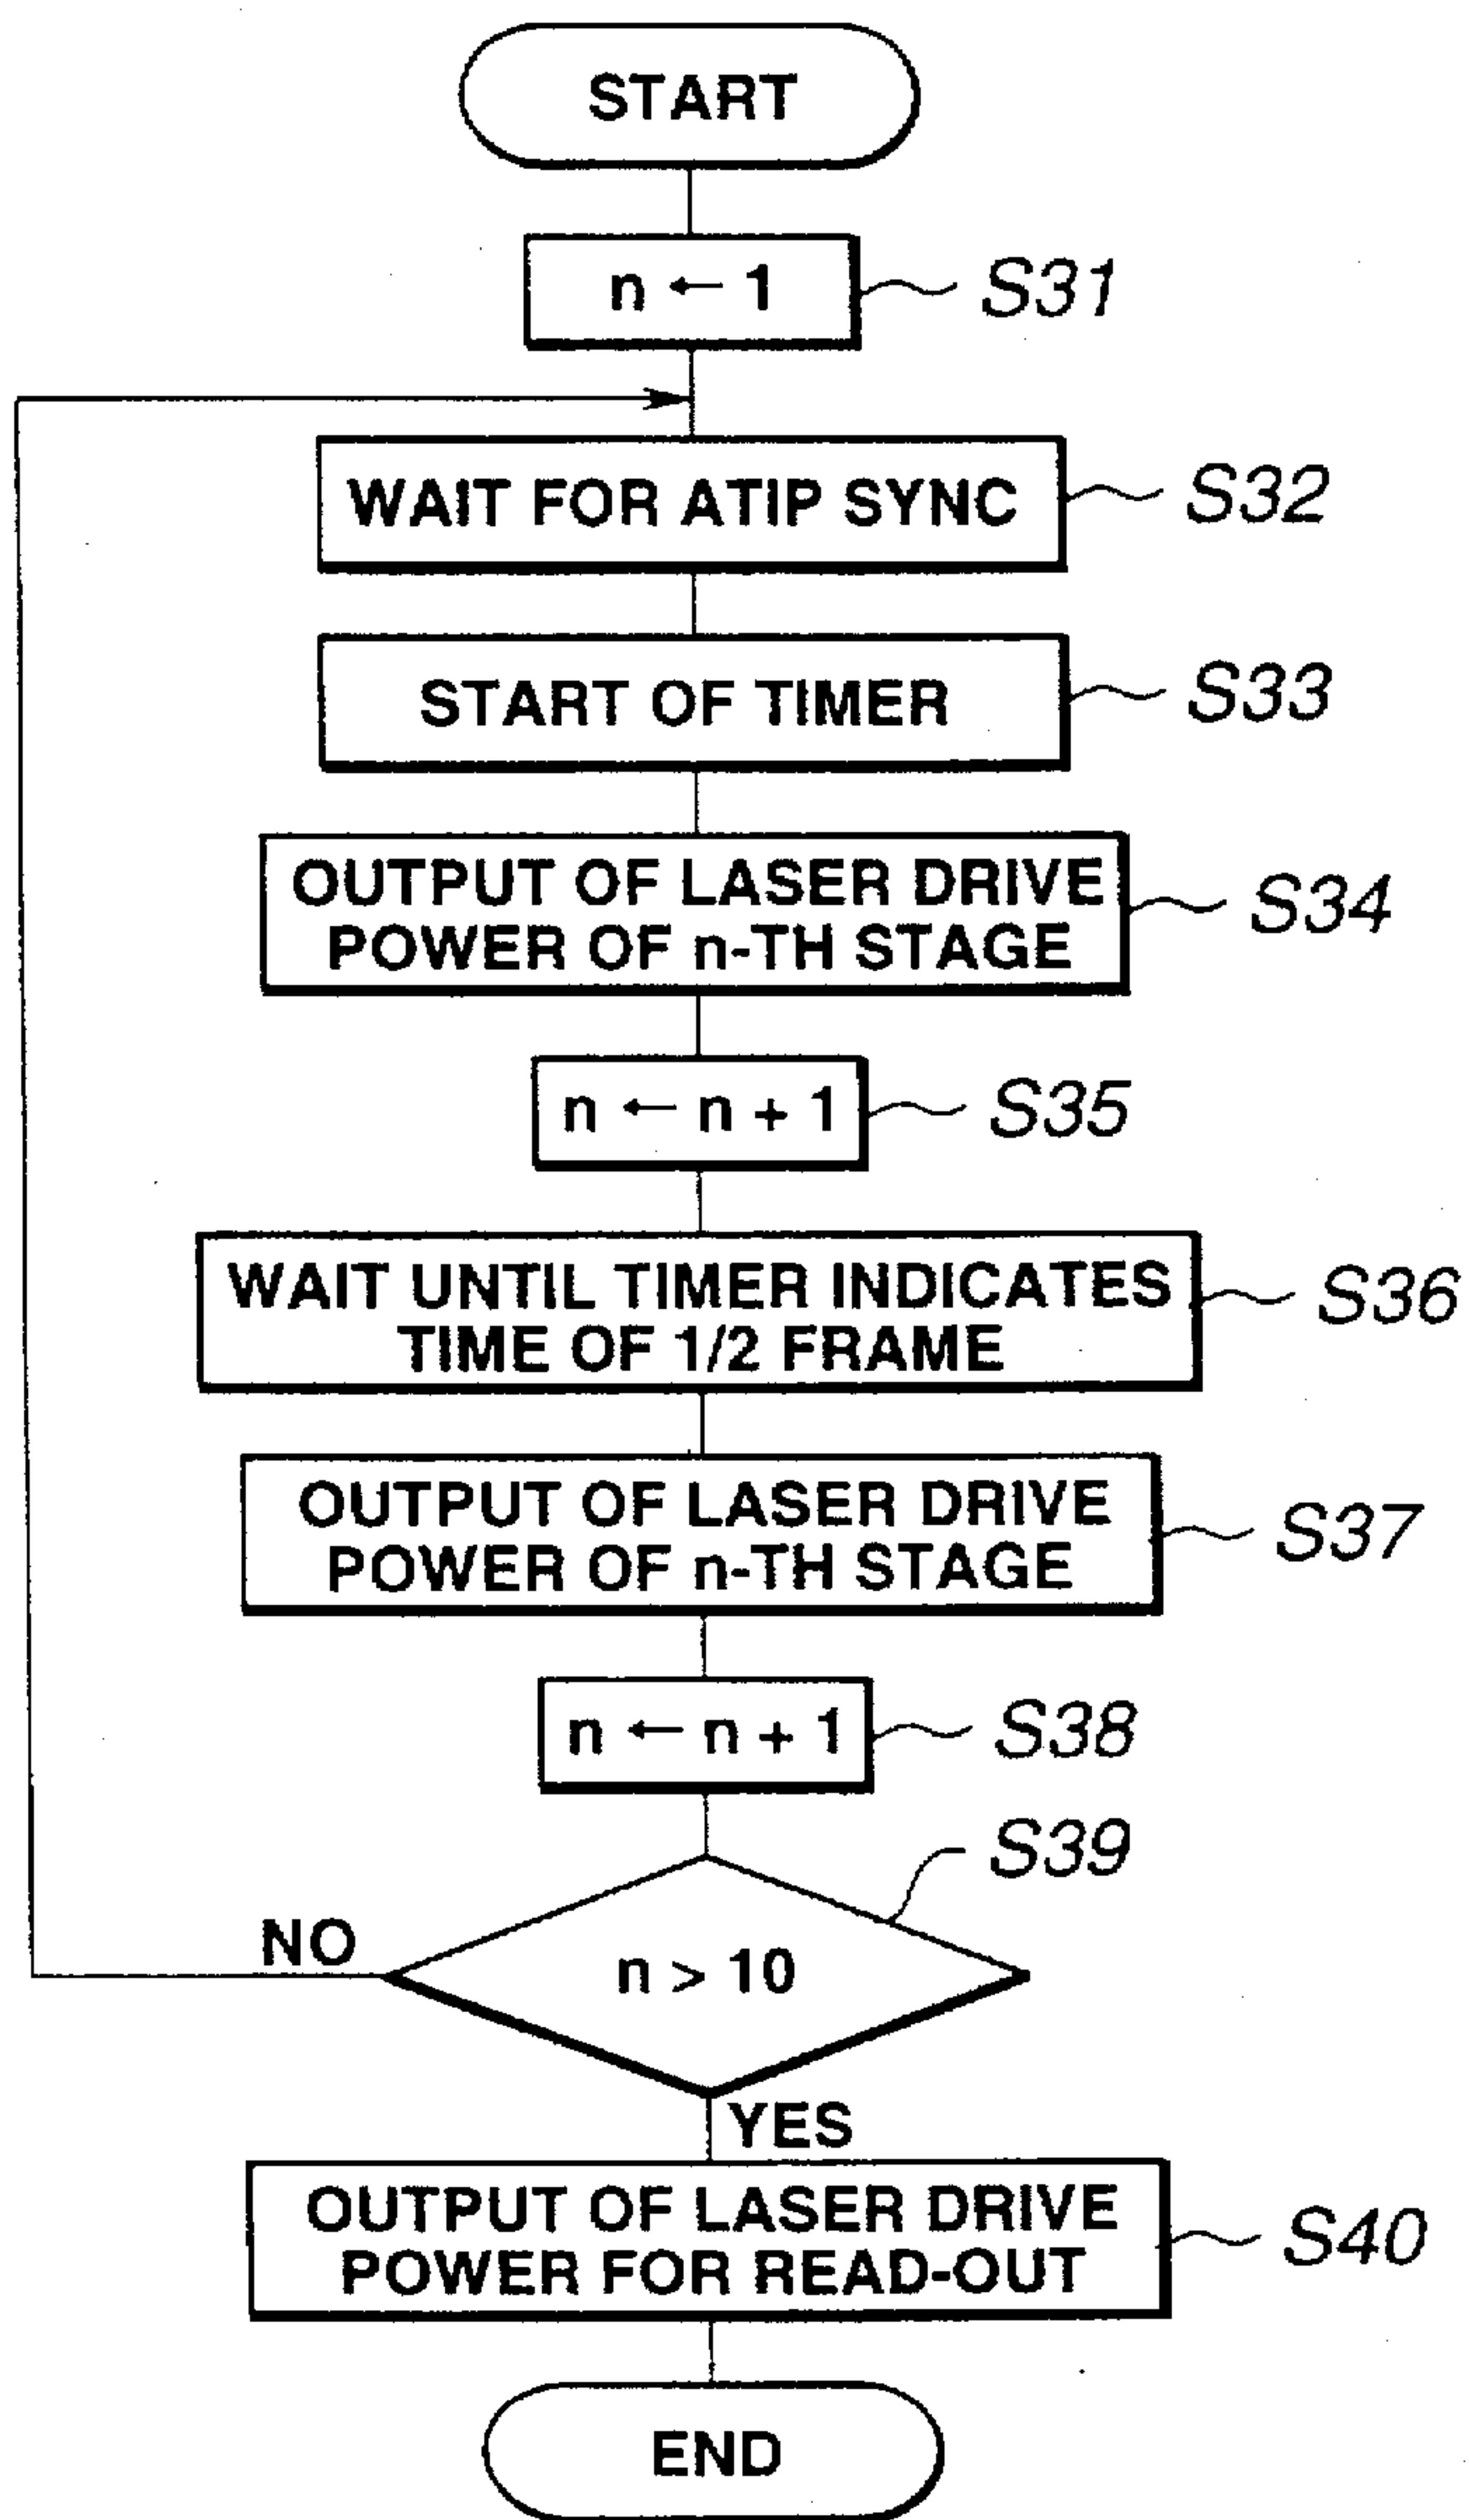 START
n ← 1
S31
WAIT FOR ATIP SYNC
S32
START OF TIMER
S33
OUTPUT OF LASER DRIVE
POWER OF n-TH STAGE
S34
n ← n + 1
S35
WAIT UNTIL TIMER INDICATES
TIME OF 1/2 FRAME
S36
OUTPUT OF LASER DRIVE
POWER OF n-TH STAGE
S37
n ← n + 1
S38
S39
NO
n > 10
YES
OUTPUT OF LASER DRIVE
POWER FOR READ-OUT
S40
END